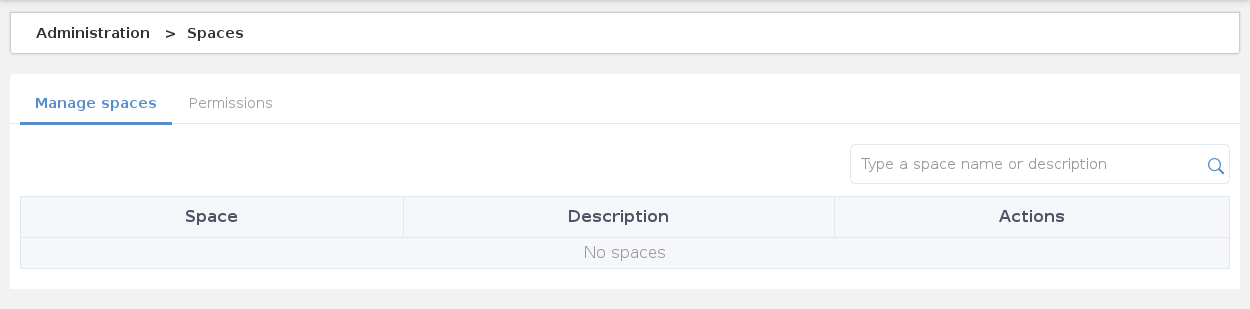 Administration > Spaces
Manage spaces Permissions
Type a space name or description
Space Description Actions
No spaces